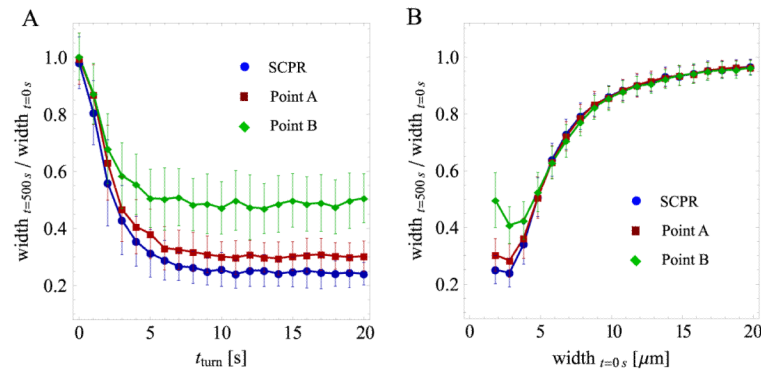 A
1.0
0.8
0.6
0.4
0.2
0
5
10
15
20
width t=500 s / width t=0 s
t turn [s]
SCPR
Point A
Point B
B
1.0
0.8
0.6
0.4
0.2
0
5
10
15
20
width t=500 s / width t=0 s
width t=0 s [μm]
SCPR
Point A
Point B